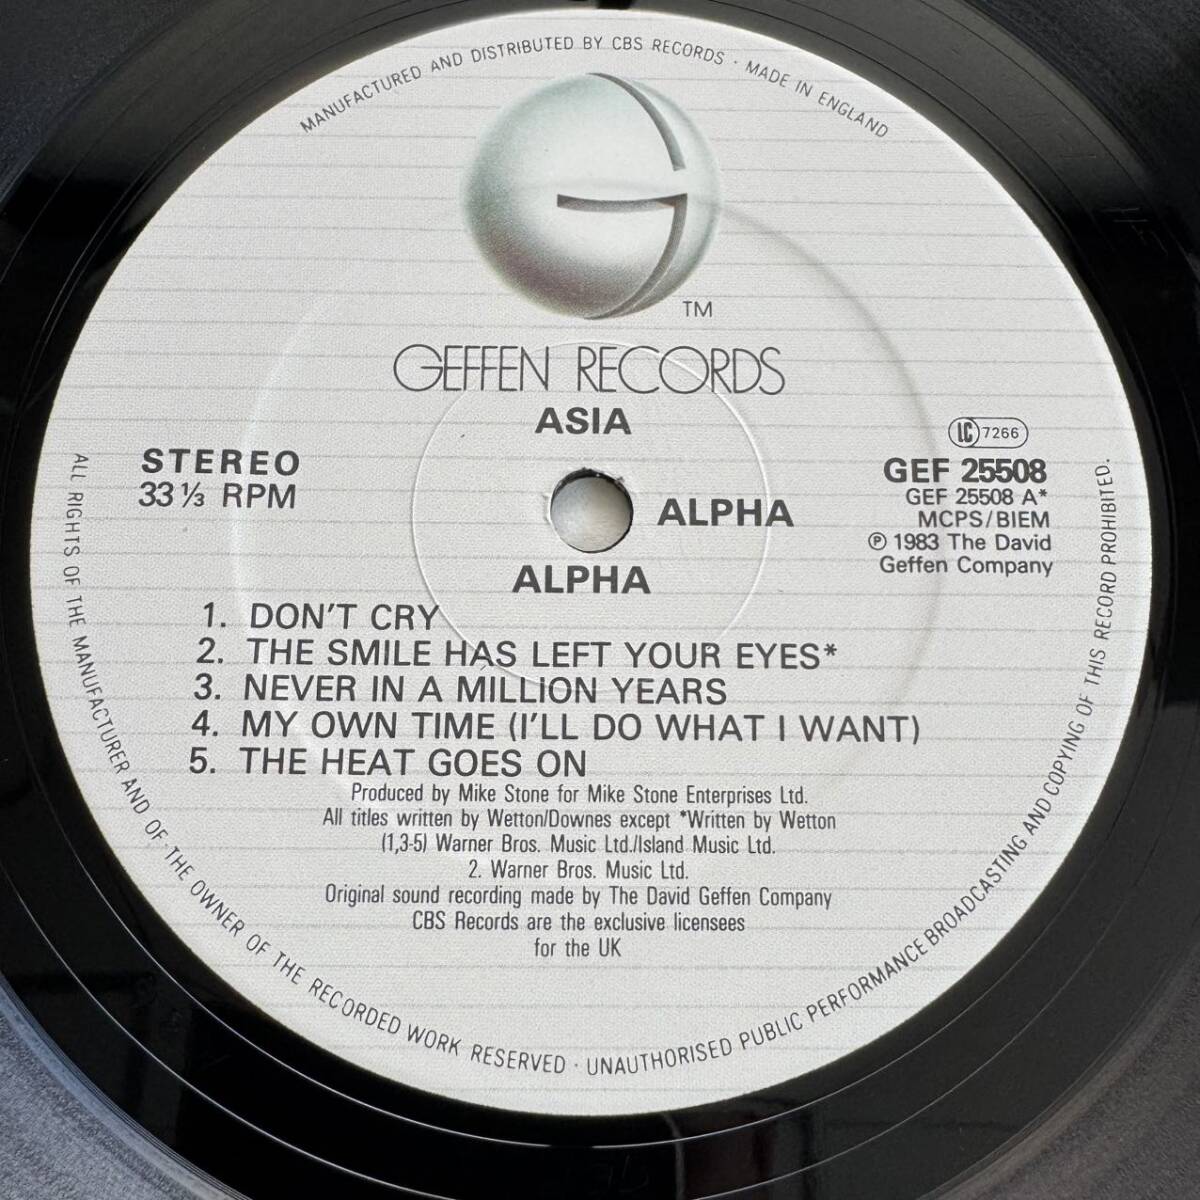 MANUFACTURED AND DISTRIBUTED BY CBS RECORDS · MADE IN ENGLAND
TM
GEFFEN RECORDS
ASIA
STEREO
33 ⅓ RPM
LC 7266
GEF 25508
GEF 25508 A*
MCPS/BIEM
℗ 1983 The David
Geffen Company
ALPHA
ALPHA
1. DON'T CRY
2. THE SMILE HAS LEFT YOUR EYES*
3. NEVER IN A MILLION YEARS
4. MY OWN TIME (I'LL DO WHAT I WANT)
5. THE HEAT GOES ON
Produced by Mike Stone for Mike Stone Enterprises Ltd.
All titles written by Wetton/Downes except *Written by Wetton
(1,3-5) Warner Bros. Music Ltd./Island Music Ltd.
2. Warner Bros. Music Ltd.
Original sound recording made by The David Geffen Company
CBS Records are the exclusive licensees
for the UK
ALL RIGHTS OF THE MANUFACTURER AND OF · THE OWNER OF THE RECORDED WORK RESERVED · UNAUTHORISED PUBLIC PERFORMANCE BROADCASTING AND COPYING OF THIS RECORD PROHIBITED.